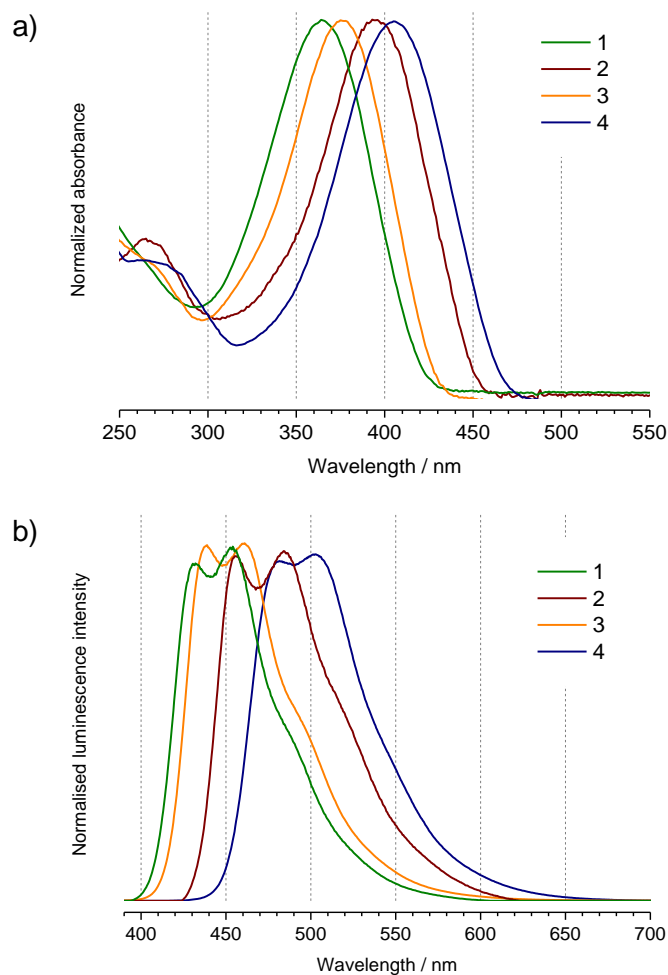 a)
1
2
3
4
Normalized absorbance
250 300 350 400 450 500 550
Wavelength / nm
b)
1
2
3
4
Normalised luminescence intensity
400 450 500 550 600 650 700
Wavelength / nm